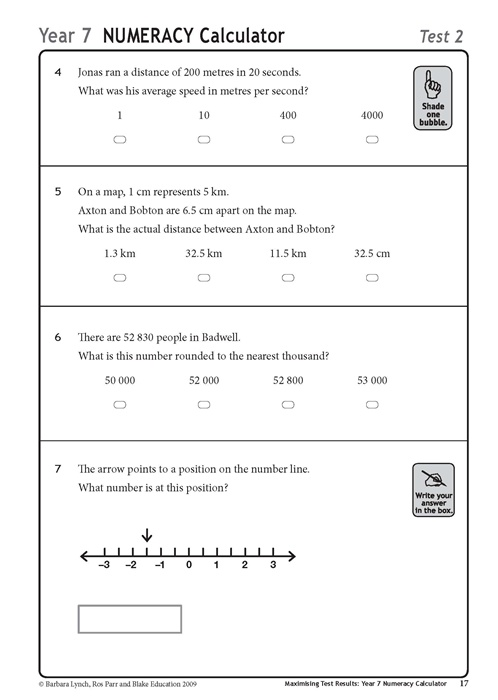 Year 7 NUMERACY Calculator Test 2
4 Jonas ran a distance of 200 metres in 20 seconds.
What was his average speed in metres per second?
1 10 400 4000
Shade
one
bubble.
5 On a map, 1 cm represents 5 km.
Axton and Bobton are 6.5 cm apart on the map.
What is the actual distance between Axton and Bobton?
1.3 km 32.5 km 11.5 km 32.5 cm
6 There are 52 830 people in Badwell.
What is this number rounded to the nearest thousand?
50 000 52 000 52 800 53 000
7 The arrow points to a position on the number line.
What number is at this position?
Write your
answer
in the box.
–3 –2 –1 0 1 2 3
© Barbara Lynch, Ros Parr and Blake Education 2009 Maximising Test Results: Year 7 Numeracy Calculator 17